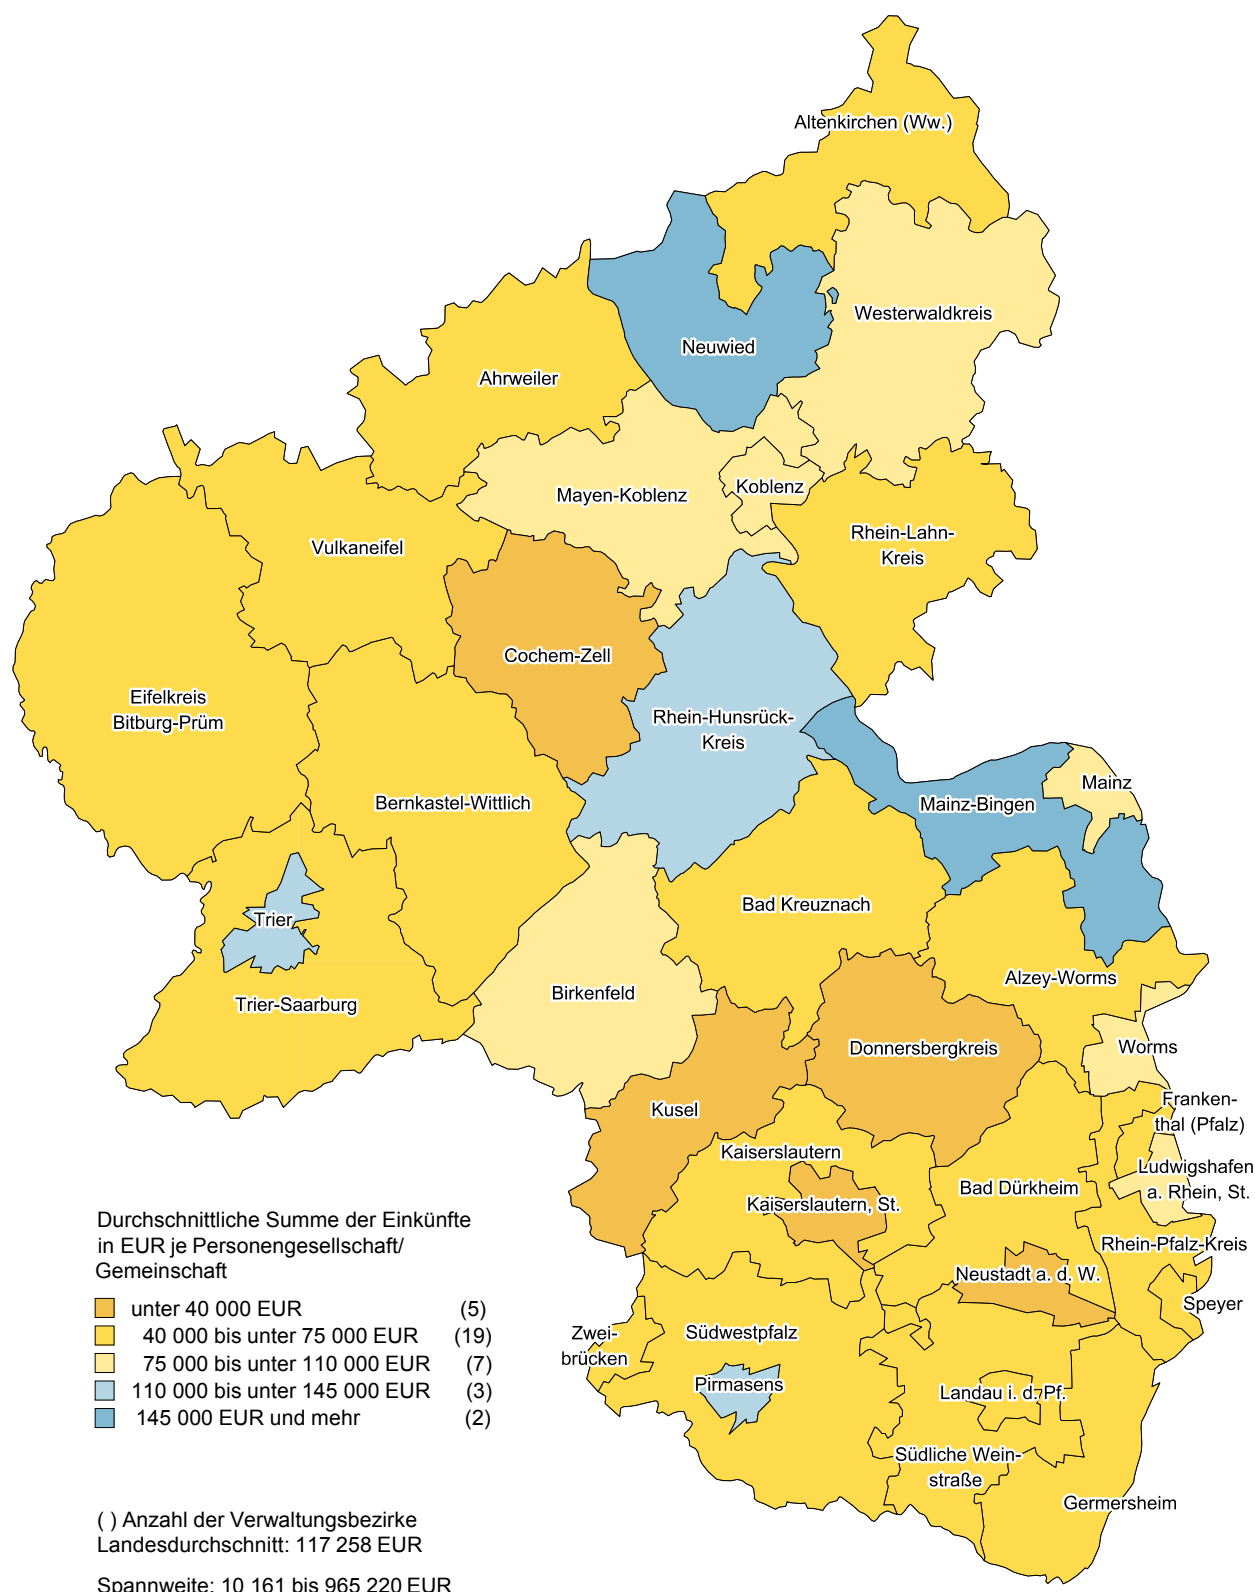 Altenkirchen (Ww.)
Westerwaldkreis
Neuwied
Ahrweiler
Mayen-Koblenz
Koblenz
Rhein-Lahn-
Kreis
Vulkaneifel
Cochem-Zell
Eifelkreis
Bitburg-Prüm
Rhein-Hunsrück-
Kreis
Mainz
Mainz-Bingen
Bernkastel-Wittlich
Bad Kreuznach
Trier
Alzey-Worms
Birkenfeld
Trier-Saarburg
Donnersbergkreis
Worms
Kusel
Franken-
thal (Pfalz)
Kaiserslautern
Ludwigshafen
a. Rhein, St.
Bad Dürkheim
Kaiserslautern, St.
Rhein-Pfalz-Kreis
Neustadt a. d. W.
Speyer
Zwei-
brücken
Südwestpfalz
Pirmasens
Landau i. d. Pf.
Südliche Wein-
straße
Germersheim
Durchschnittliche Summe der Einkünfte
in EUR je Personengesellschaft/
Gemeinschaft
unter 40 000 EUR (5)
40 000 bis unter 75 000 EUR (19)
75 000 bis unter 110 000 EUR (7)
110 000 bis unter 145 000 EUR (3)
145 000 EUR und mehr (2)
( ) Anzahl der Verwaltungsbezirke
Landesdurchschnitt: 117 258 EUR
Spannweite: 10 161 bis 965 220 EUR